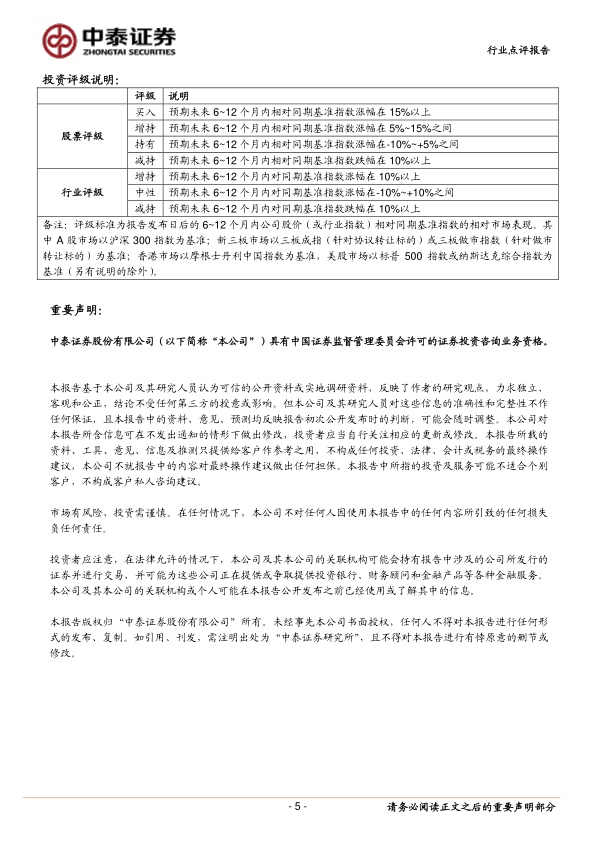 中泰证券
ZHONGTAI SECURITIES
行业点评报告
投资评级说明：
评级 说明
股票评级
买入 预期未来 6~12 个月内相对同期基准指数涨幅在 15%以上
增持 预期未来 6~12 个月内相对同期基准指数涨幅在 5%~15%之间
持有 预期未来 6~12 个月内相对同期基准指数涨幅在-10%~+5%之间
减持 预期未来 6~12 个月内相对同期基准指数跌幅在 10%以上
行业评级
增持 预期未来 6~12 个月内对同期基准指数涨幅在 10%以上
中性 预期未来 6~12 个月内对同期基准指数涨幅在-10%~+10%之间
减持 预期未来 6~12 个月内对同期基准指数跌幅在 10%以上
备注：评级标准为报告发布日后的 6~12 个月内公司股价（或行业指数）相对同期基准指数的相对市场表现。其
中 A 股市场以沪深 300 指数为基准；新三板市场以三板成指（针对协议转让标的）或三板做市指数（针对做市
转让标的）为基准；香港市场以摩根士丹利中国指数为基准，美股市场以标普 500 指数或纳斯达克综合指数为
基准（另有说明的除外）。
重要声明：
中泰证券股份有限公司（以下简称“本公司”）具有中国证券监督管理委员会许可的证券投资咨询业务资格。
本报告基于本公司及其研究人员认为可信的公开资料或实地调研资料，反映了作者的研究观点，力求独立、
客观和公正，结论不受任何第三方的授意或影响。但本公司及其研究人员对这些信息的准确性和完整性不作
任何保证，且本报告中的资料、意见、预测均反映报告初次公开发布时的判断，可能会随时调整。本公司对
本报告所含信息可在不发出通知的情形下做出修改，投资者应当自行关注相应的更新或修改。本报告所载的
资料、工具、意见、信息及推测只提供给客户作参考之用，不构成任何投资、法律、会计或税务的最终操作
建议，本公司不就报告中的内容对最终操作建议做出任何担保。本报告中所指的投资及服务可能不适合个别
客户，不构成客户私人咨询建议。
市场有风险，投资需谨慎。在任何情况下，本公司不对任何人因使用本报告中的任何内容所引致的任何损失
负任何责任。
投资者应注意，在法律允许的情况下，本公司及其本公司的关联机构可能会持有报告中涉及的公司所发行的
证券并进行交易，并可能为这些公司正在提供或争取提供投资银行、财务顾问和金融产品等各种金融服务。
本公司及其本公司的关联机构或个人可能在本报告公开发布之前已经使用或了解其中的信息。
本报告版权归“中泰证券股份有限公司”所有。未经事先本公司书面授权，任何人不得对本报告进行任何形
式的发布、复制。如引用、刊发，需注明出处为“中泰证券研究所”，且不得对本报告进行有悖原意的删节或
修改。
- 5 -
请务必阅读正文之后的重要声明部分